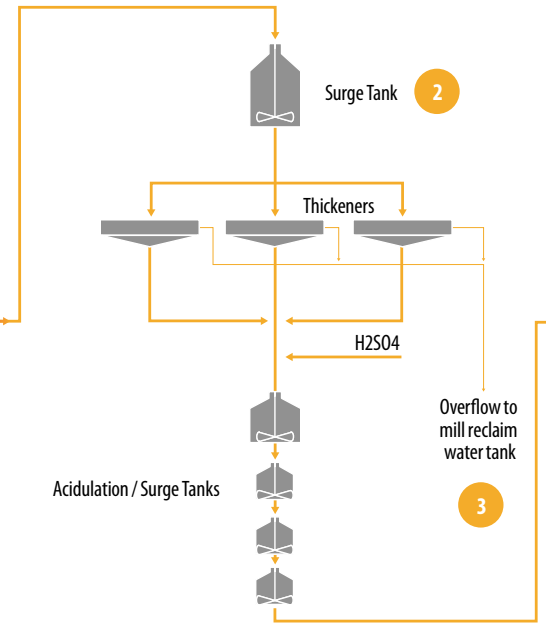 Surge Tank 2
Thickeners
H2SO4
Overflow to
mill reclaim
water tank
Acidulation / Surge Tanks
3